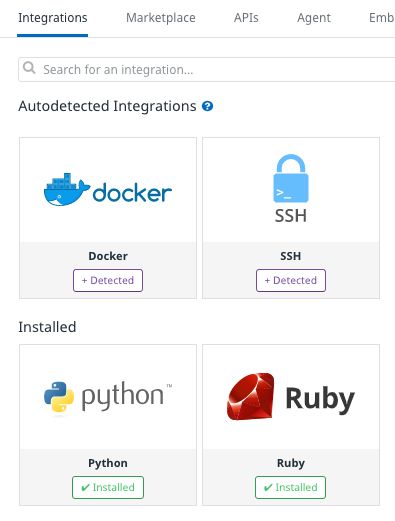 Integrations Marketplace APIs Agent Emb
Search for an integration...
Autodetected Integrations ?
docker >_ SSH
Docker SSH
+ Detected + Detected
Installed
python™ Ruby
Python Ruby
✔ Installed ✔ Installed